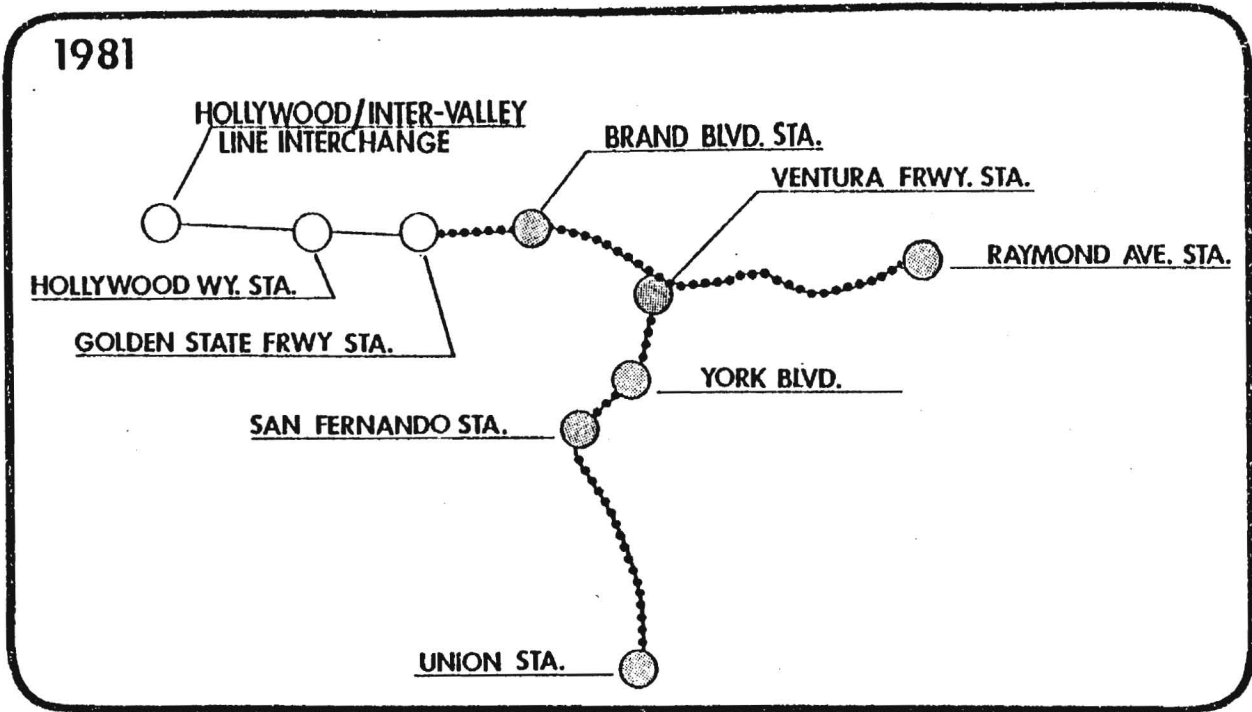 1981
HOLLYWOOD/INTER-VALLEY
LINE INTERCHANGE
BRAND BLVD. STA.
VENTURA FRWY. STA.
RAYMOND AVE. STA.
HOLLYWOOD WY. STA.
GOLDEN STATE FRWY STA.
YORK BLVD.
SAN FERNANDO STA.
UNION STA.